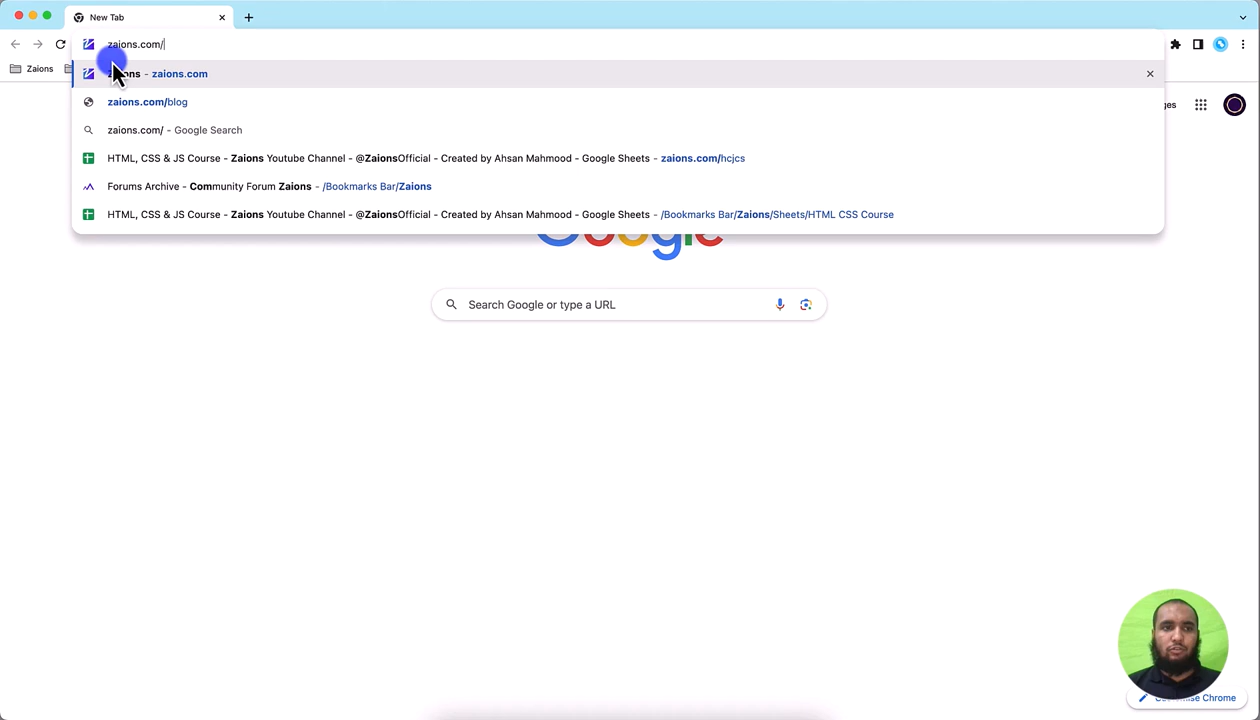 New Tab
zaions.com/
Zaions
- zaions.com
zaions.com/blog
zaions.com/ - Google Search
HTML, CSS & JS Course - Zaions Youtube Channel - @ZaionsOfficial - Created by Ahsan Mahmood - Google Sheets - zaions.com/hcjcs
Forums Archive - Community Forum Zaions - /Bookmarks Bar/Zaions
HTML, CSS & JS Course - Zaions Youtube Channel - @ZaionsOfficial - Created by Ahsan Mahmood - Google Sheets - /Bookmarks Bar/Zaions/Sheets/HTML CSS Course
Google
Search Google or type a URL
Chrome